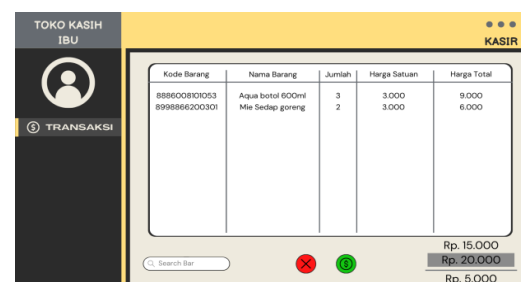 TOKO KASIH
IBU
KASIR
TRANSAKSI
Kode Barang Nama Barang Jumlah Harga Satuan Harga Total
8886008101053 Aqua botol 600ml 3 3.000 9.000
8998866200301 Mie Sedap goreng 2 3.000 6.000
Search Bar
Rp. 15.000
Rp. 20.000
Rp. 5.000